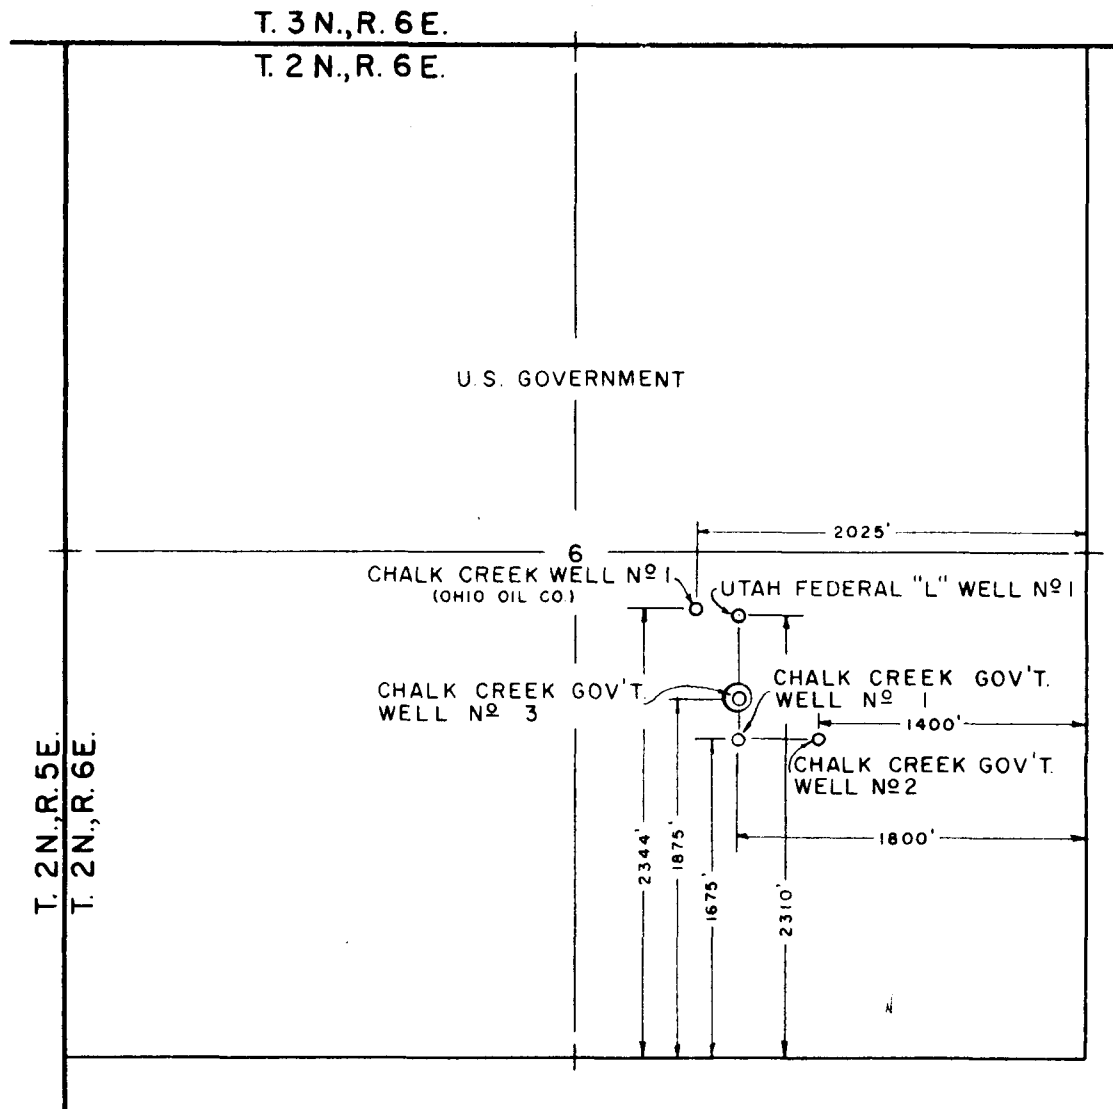 T. 3 N., R. 6 E.
T. 2 N., R. 6 E.
U.S. GOVERNMENT
2025'
6
CHALK CREEK WELL Nº 1
(OHIO OIL CO.)
UTAH FEDERAL "L" WELL Nº 1
CHALK CREEK GOV'T.
WELL Nº 3
CHALK CREEK GOV'T.
WELL Nº 1
1400'
CHALK CREEK GOV'T.
WELL Nº 2
1800'
2344'
1875'
1675'
2310'
T. 2 N., R. 5 E.
T. 2 N., R. 6 E.